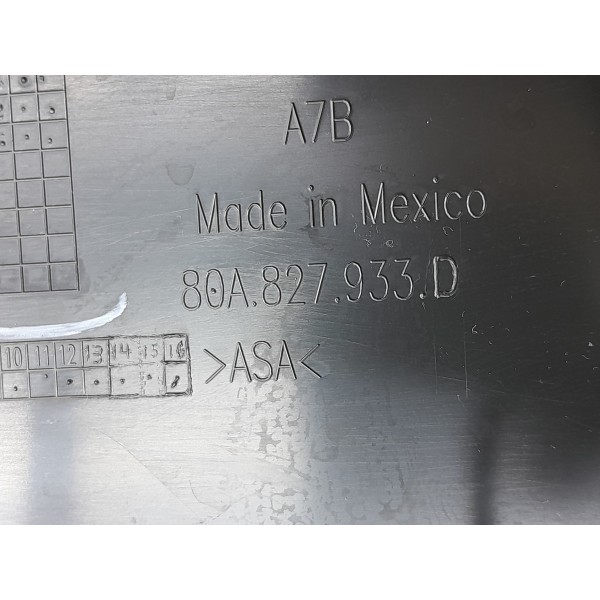 A7B
Made in Mexico
80A.827.933.D
10 11 12 13 14 15 16
>ASA<